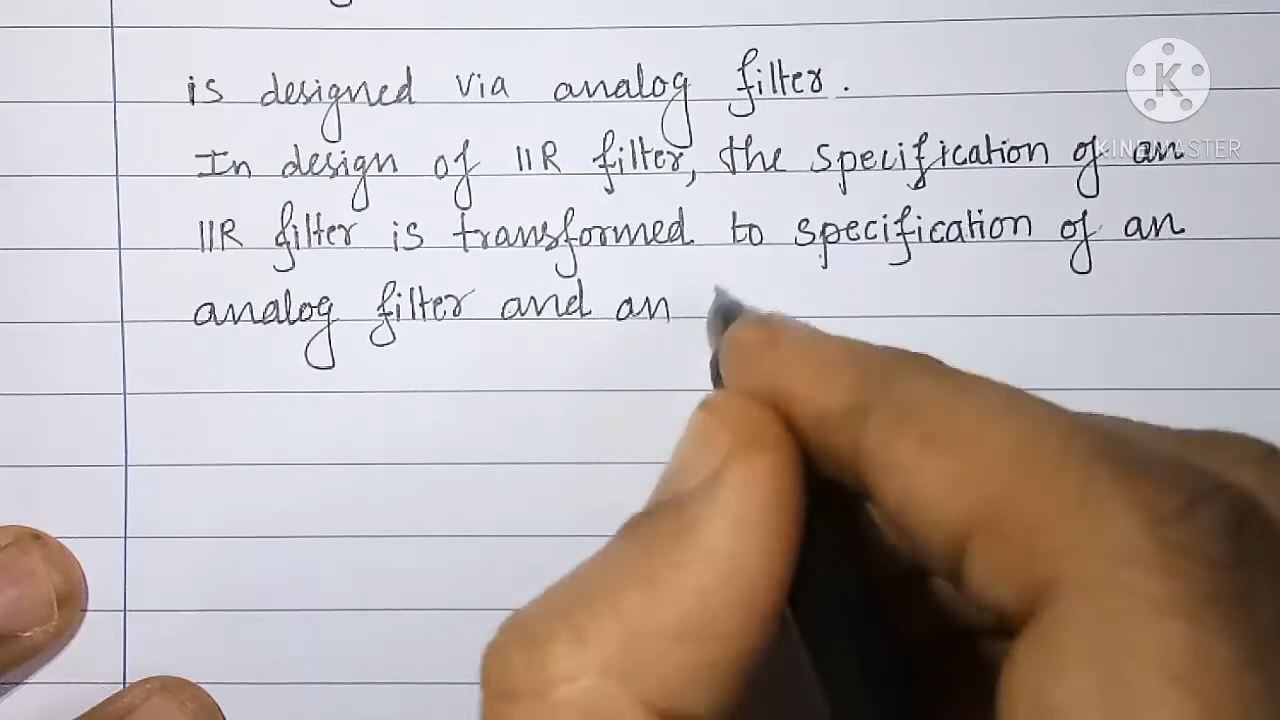 is designed via analog filter.
In design of IIR filter, the specification of an
IIR filter is transformed to specification of an
analog filter and an
K
KINEMASTER